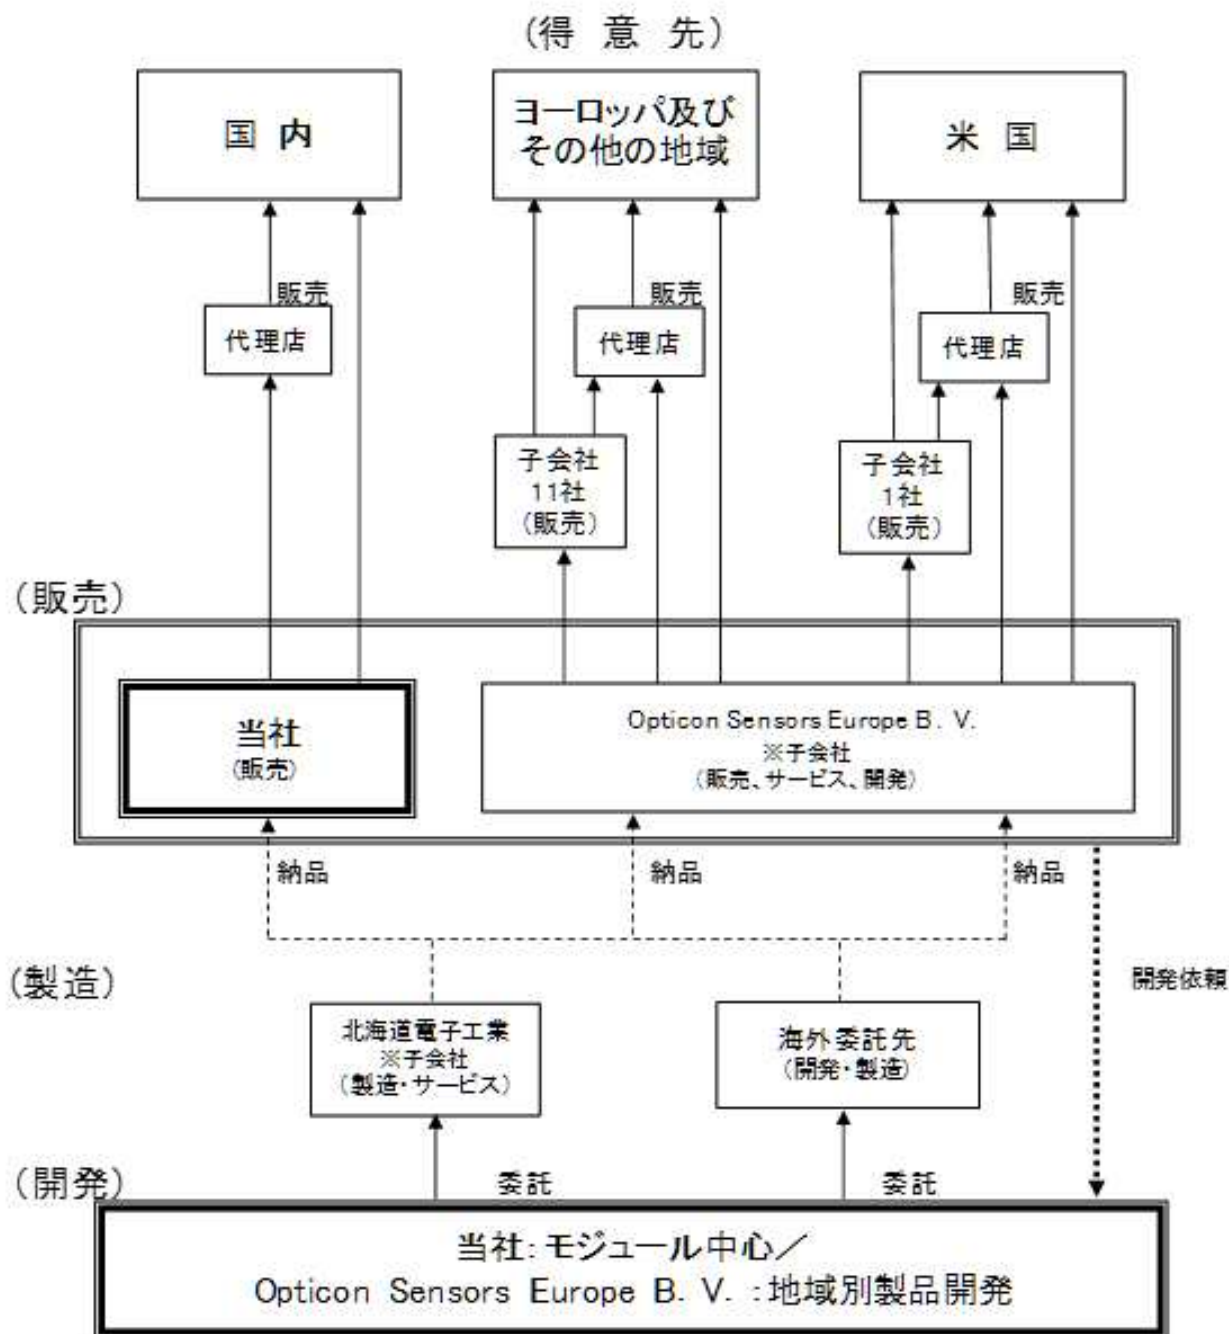 (得 意 先)
国 内
ヨーロッパ及び
その他の地域
米 国
販売
販売
販売
代理店
代理店
代理店
子会社
11社
(販売)
子会社
1社
(販売)
(販売)
当社
(販売)
Opticon Sensors Europe B. V.
※子会社
(販売、サービス、開発)
納品
納品
納品
(製造)
開発依頼
北海道電子工業
※子会社
(製造・サービス)
海外委託先
(開発・製造)
(開発)
委託
委託
当社:モジュール中心/
Opticon Sensors Europe B. V. :地域別製品開発